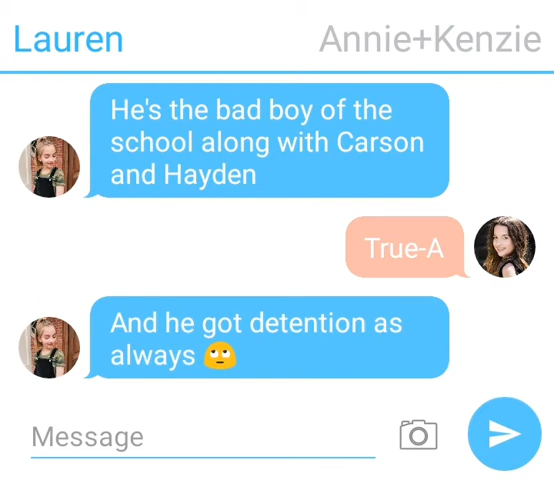 Lauren Annie+Kenzie
He's the bad boy of the
school along with Carson
and Hayden
True-A
And he got detention as
always 🙄
Message